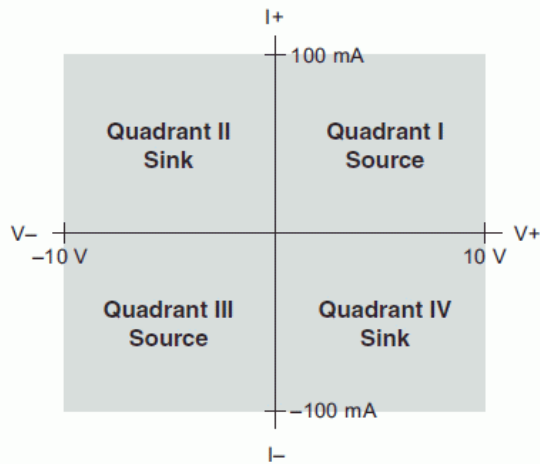 I+
100 mA
Quadrant II
Sink
Quadrant I
Source
V–
V+
–10 V
10 V
Quadrant III
Source
Quadrant IV
Sink
–100 mA
I–